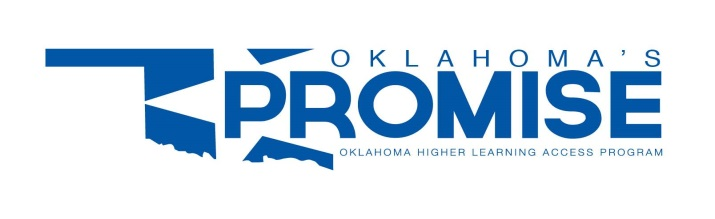 OKLAHOMA'S
PROMISE
OKLAHOMA HIGHER LEARNING ACCESS PROGRAM